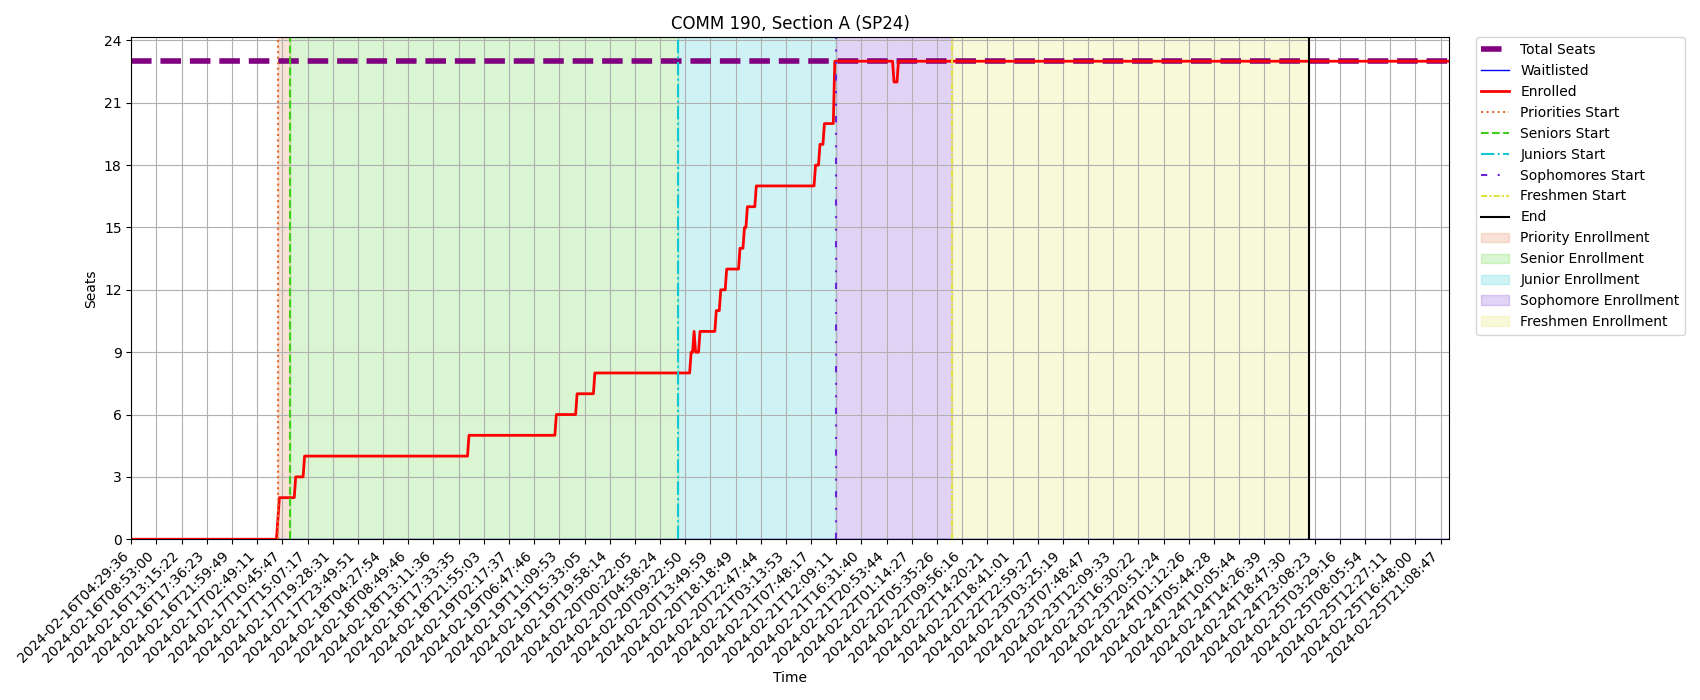 COMM 190, Section A (SP24)
24
21
18
15
12
9
6
3
0
Seats
2024-02-16T04:29:36
2024-02-16T08:53:00
2024-02-16T13:15:22
2024-02-16T17:36:23
2024-02-16T21:59:49
2024-02-17T02:49:11
2024-02-17T10:45:47
2024-02-17T15:07:17
2024-02-17T19:28:31
2024-02-17T23:49:51
2024-02-18T04:27:54
2024-02-18T08:49:46
2024-02-18T13:11:36
2024-02-18T17:33:35
2024-02-18T21:55:03
2024-02-19T02:17:37
2024-02-19T06:47:46
2024-02-19T11:09:53
2024-02-19T15:33:05
2024-02-19T19:58:14
2024-02-20T00:22:05
2024-02-20T04:58:24
2024-02-20T09:22:50
2024-02-20T13:49:59
2024-02-20T18:18:49
2024-02-20T22:47:44
2024-02-21T03:13:53
2024-02-21T07:48:17
2024-02-21T12:09:11
2024-02-21T16:31:40
2024-02-21T20:53:44
2024-02-22T01:14:27
2024-02-22T05:35:26
2024-02-22T09:56:16
2024-02-22T14:20:21
2024-02-22T18:41:01
2024-02-22T22:59:27
2024-02-23T03:25:19
2024-02-23T07:48:47
2024-02-23T12:09:33
2024-02-23T16:30:22
2024-02-23T20:51:24
2024-02-24T01:12:26
2024-02-24T05:44:28
2024-02-24T10:05:44
2024-02-24T14:26:39
2024-02-24T18:47:30
2024-02-24T23:08:23
2024-02-25T03:29:16
2024-02-25T08:05:54
2024-02-25T12:27:11
2024-02-25T16:48:00
2024-02-25T21:08:47
Time
Total Seats
Waitlisted
Enrolled
Priorities Start
Seniors Start
Juniors Start
Sophomores Start
Freshmen Start
End
Priority Enrollment
Senior Enrollment
Junior Enrollment
Sophomore Enrollment
Freshmen Enrollment